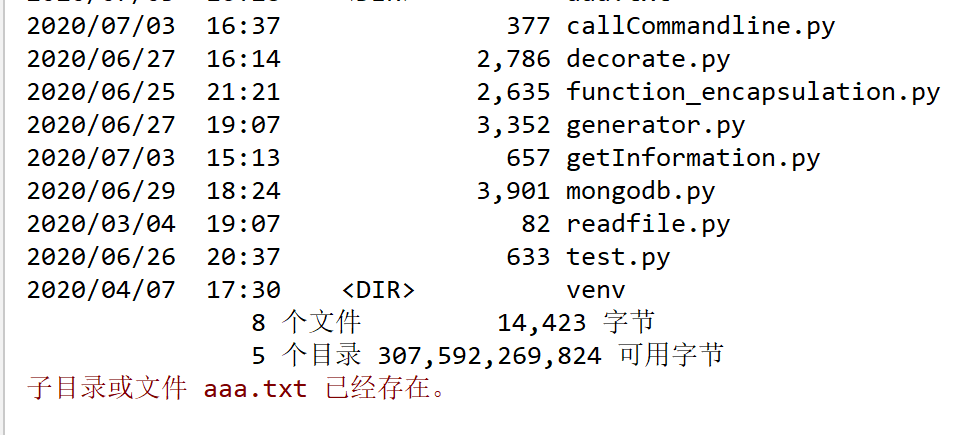 2020/07/03  16:37               377 callCommandline.py
2020/06/27  16:14             2,786 decorate.py
2020/06/25  21:21             2,635 function_encapsulation.py
2020/06/27  19:07             3,352 generator.py
2020/07/03  15:13               657 getInformation.py
2020/06/29  18:24             3,901 mongodb.py
2020/03/04  19:07                82 readfile.py
2020/06/26  20:37               633 test.py
2020/04/07  17:30    <DIR>          venv
8 个文件         14,423 字节
5 个目录 307,592,269,824 可用字节
子目录或文件 aaa.txt 已经存在。